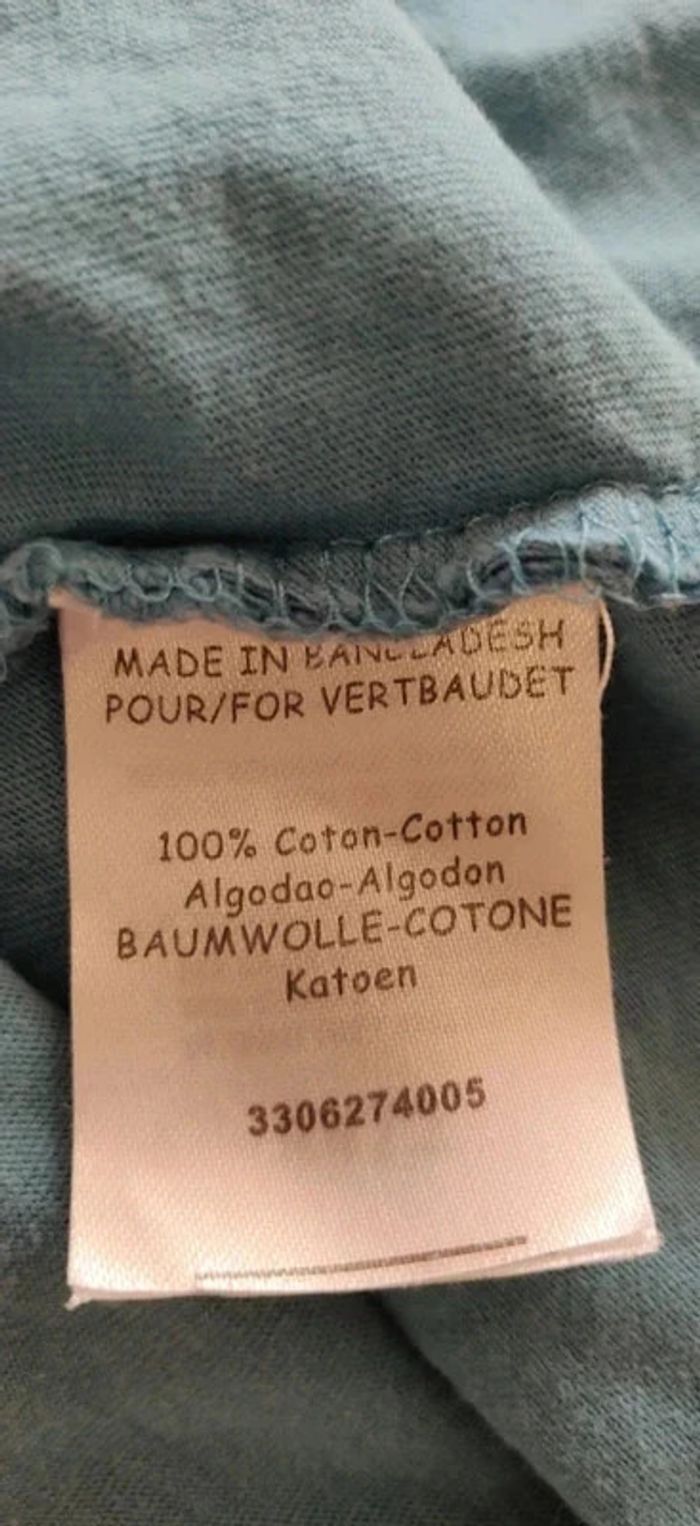 MADE IN BANGLADESH
POUR/FOR VERTBAUDET
100% Coton-Cotton
Algodao-Algodon
BAUMWOLLE-COTONE
Katoen
3306274005